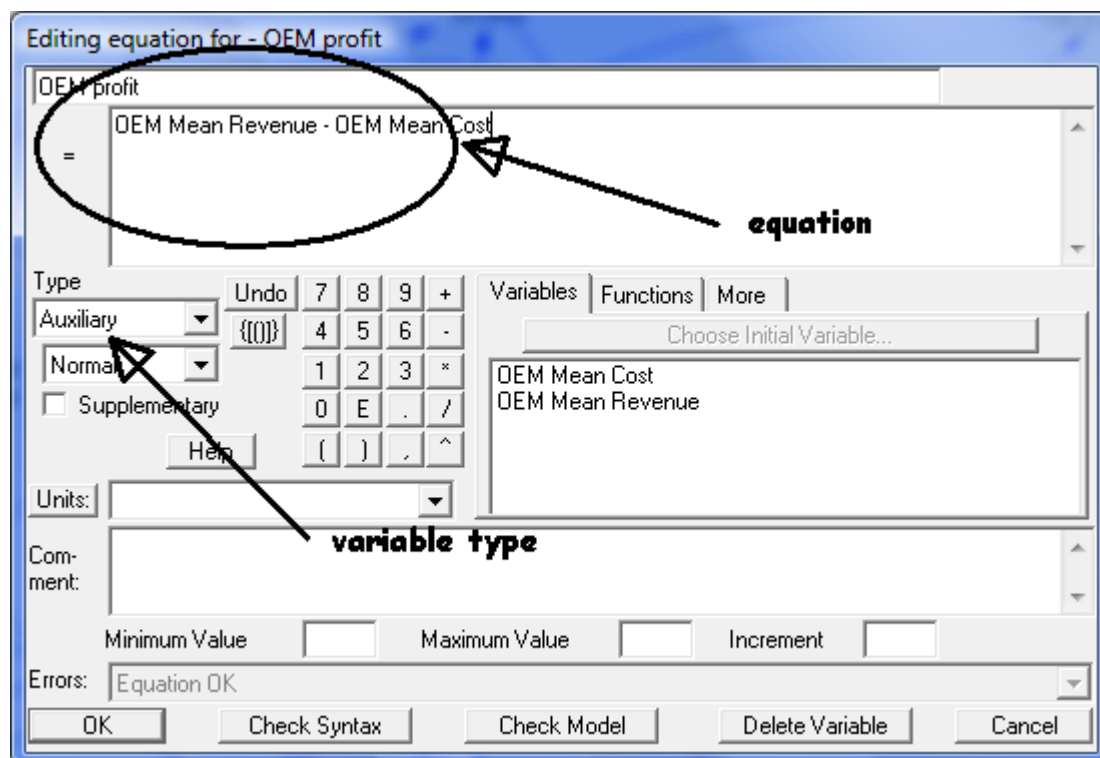 Editing equation for - OEM profit
OEM profit
OEM Mean Revenue - OEM Mean Cost
=
equation
Type
Undo 7 8 9 +
Variables Functions More
Auxiliary
{[()]} 4 5 6 -
Choose Initial Variable...
Normal
1 2 3 *
OEM Mean Cost
OEM Mean Revenue
Supplementary
0 E . /
Help
( ) , ^
Units:
variable type
Com-
ment:
Minimum Value Maximum Value Increment
Errors: Equation OK
OK Check Syntax Check Model Delete Variable Cancel